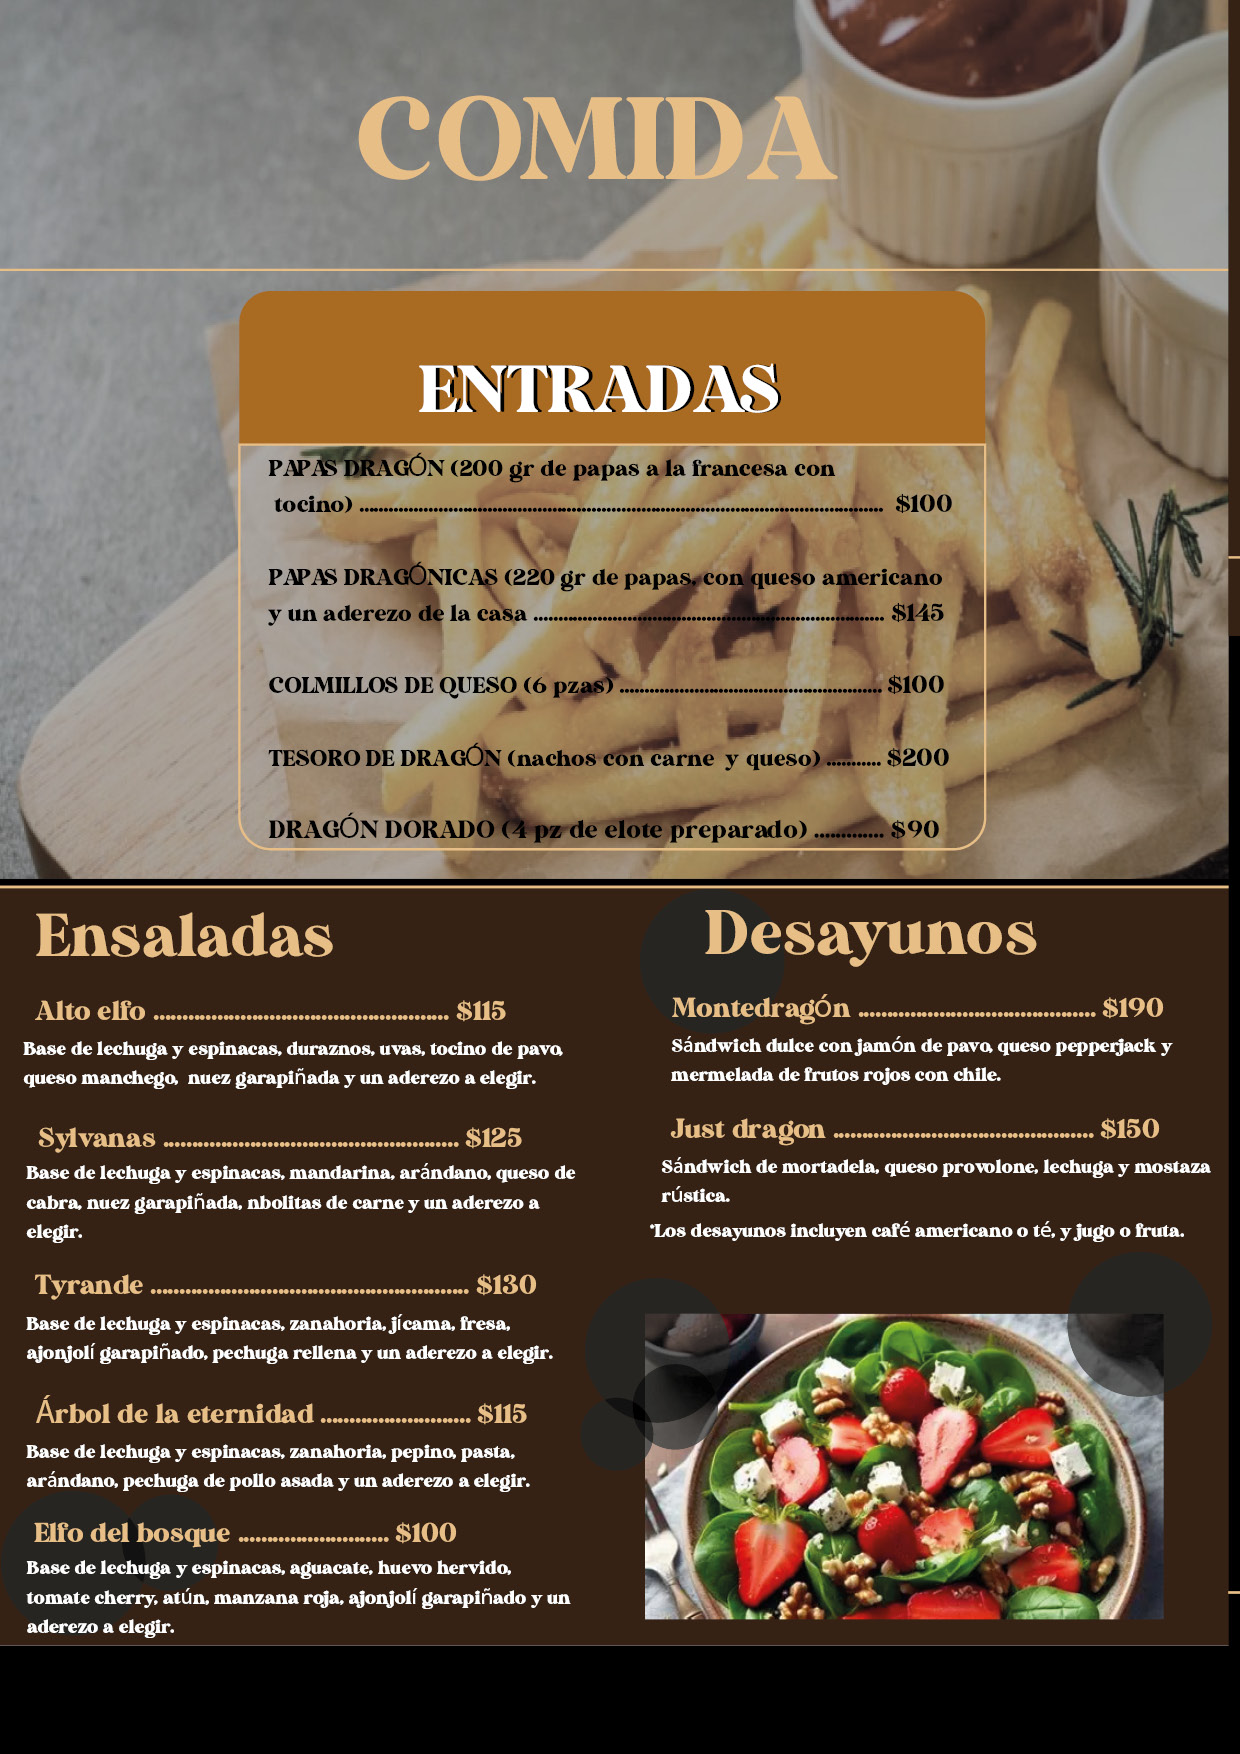 COMIDA
ENTRADAS
PAPAS DRAGÓN (200 gr de papas a la francesa con
tocino) ........................................................................................................... $100
PAPAS DRAGÓNICAS (220 gr de papas, con queso americano
y un aderezo de la casa ........................................................................ $145
COLMILLOS DE QUESO (6 pzas) ...................................................... $100
TESORO DE DRAGÓN (nachos con carne y queso) ........... $200
DRAGÓN DORADO (4 pz de elote preparado) ............. $90
Ensaladas
Alto elfo ................................................... $115
Base de lechuga y espinacas, duraznos, uvas, tocino de pavo,
queso manchego, nuez garapiñada y un aderezo a elegir.
Sylvanas ................................................... $125
Base de lechuga y espinacas, mandarina, arándano, queso de
cabra, nuez garapiñada, nbolitas de carne y un aderezo a
elegir.
Tyrande ....................................................... $130
Base de lechuga y espinacas, zanahoria, jícama, fresa,
ajonjolí garapiñado, pechuga rellena y un aderezo a elegir.
Árbol de la eternidad .......................... $115
Base de lechuga y espinacas, zanahoria, pepino, pasta,
arándano, pechuga de pollo asada y un aderezo a elegir.
Elfo del bosque .......................... $100
Base de lechuga y espinacas, aguacate, huevo hervido,
tomate cherry, atún, manzana roja, ajonjolí garapiñado y un
aderezo a elegir.
Desayunos
Montedragón ......................................... $190
Sándwich dulce con jamón de pavo, queso pepperjack y
mermelada de frutos rojos con chile.
Just dragon ............................................. $150
Sándwich de mortadela, queso provolone, lechuga y mostaza
rústica.
*Los desayunos incluyen café americano o té, y jugo o fruta.